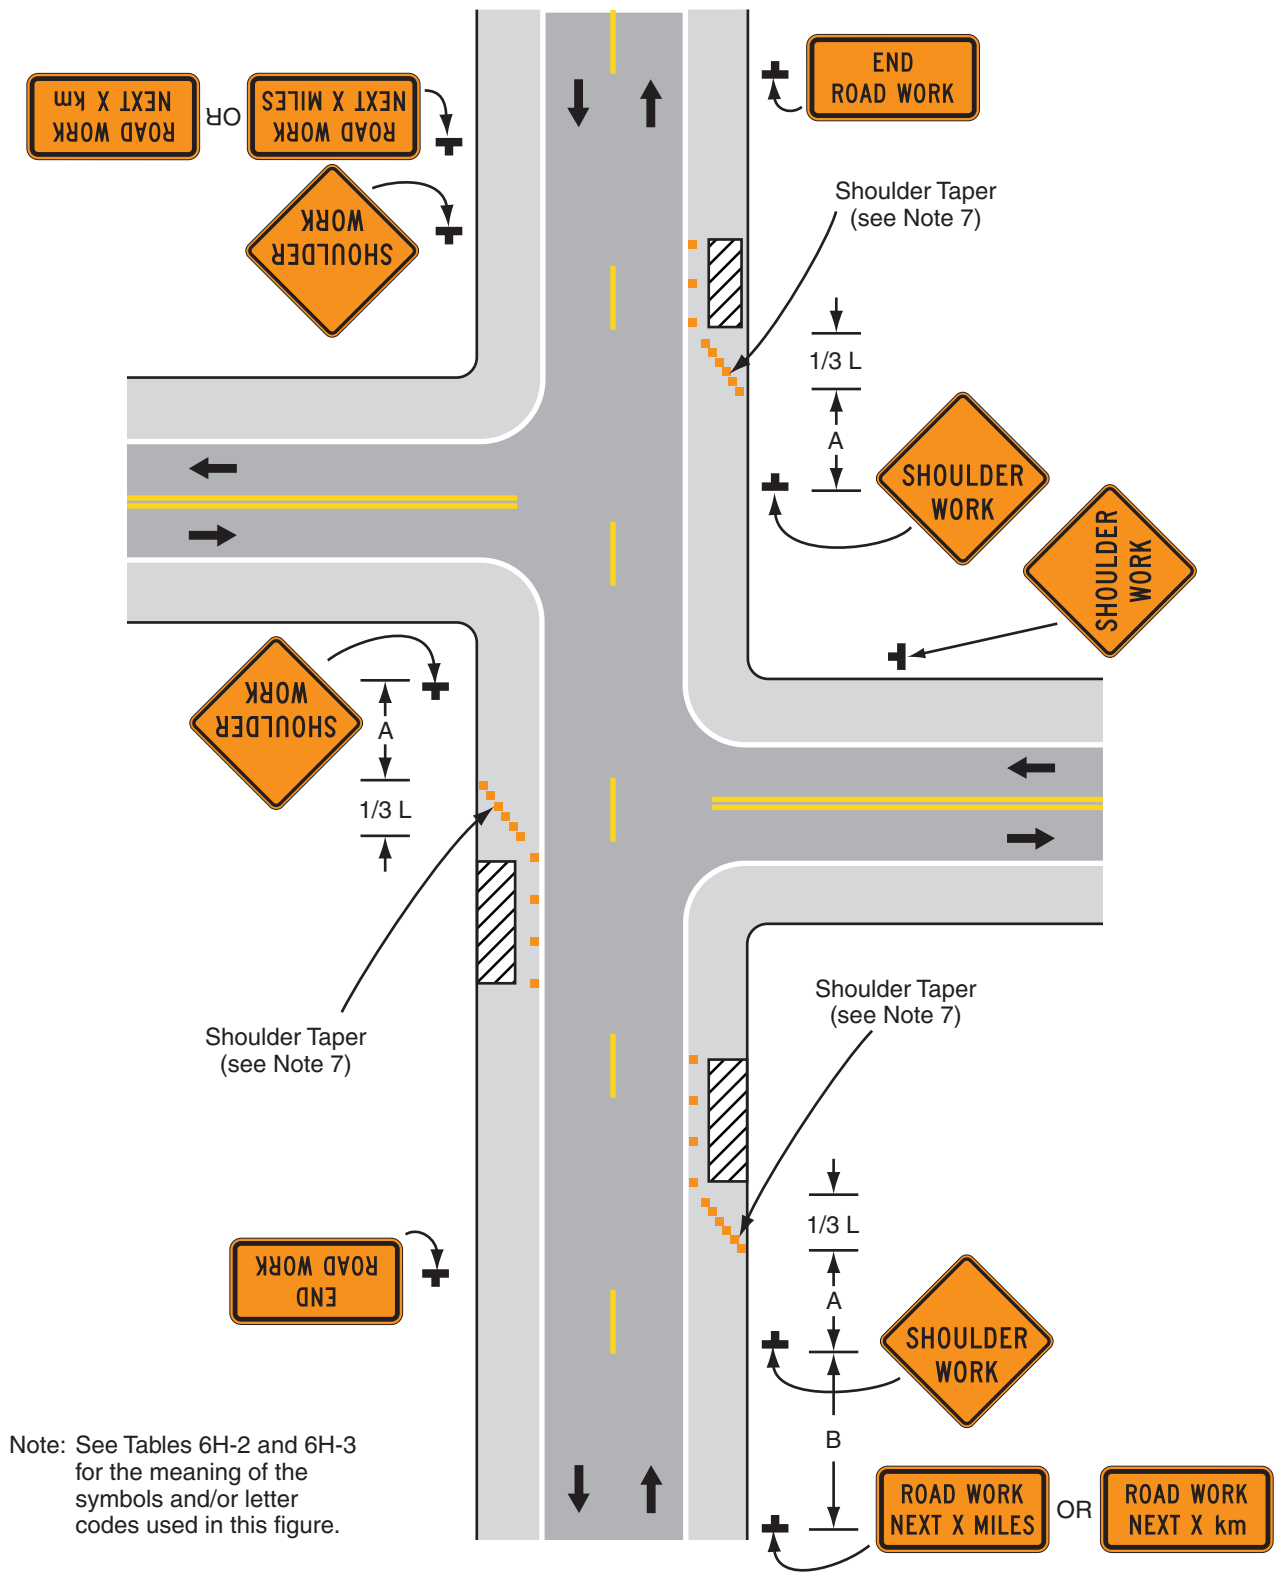 END
ROAD WORK
ROAD WORK
NEXT X km
OR
ROAD WORK
NEXT X MILES
SHOULDER
WORK
Shoulder Taper
(see Note 7)
1/3 L
A
SHOULDER
WORK
SHOULDER
WORK
SHOULDER
WORK
A
1/3 L
Shoulder Taper
(see Note 7)
Shoulder Taper
(see Note 7)
1/3 L
A
END
ROAD WORK
SHOULDER
WORK
B
Note: See Tables 6H-2 and 6H-3
for the meaning of the
symbols and/or letter
codes used in this figure.
ROAD WORK
NEXT X MILES
OR
ROAD WORK
NEXT X km